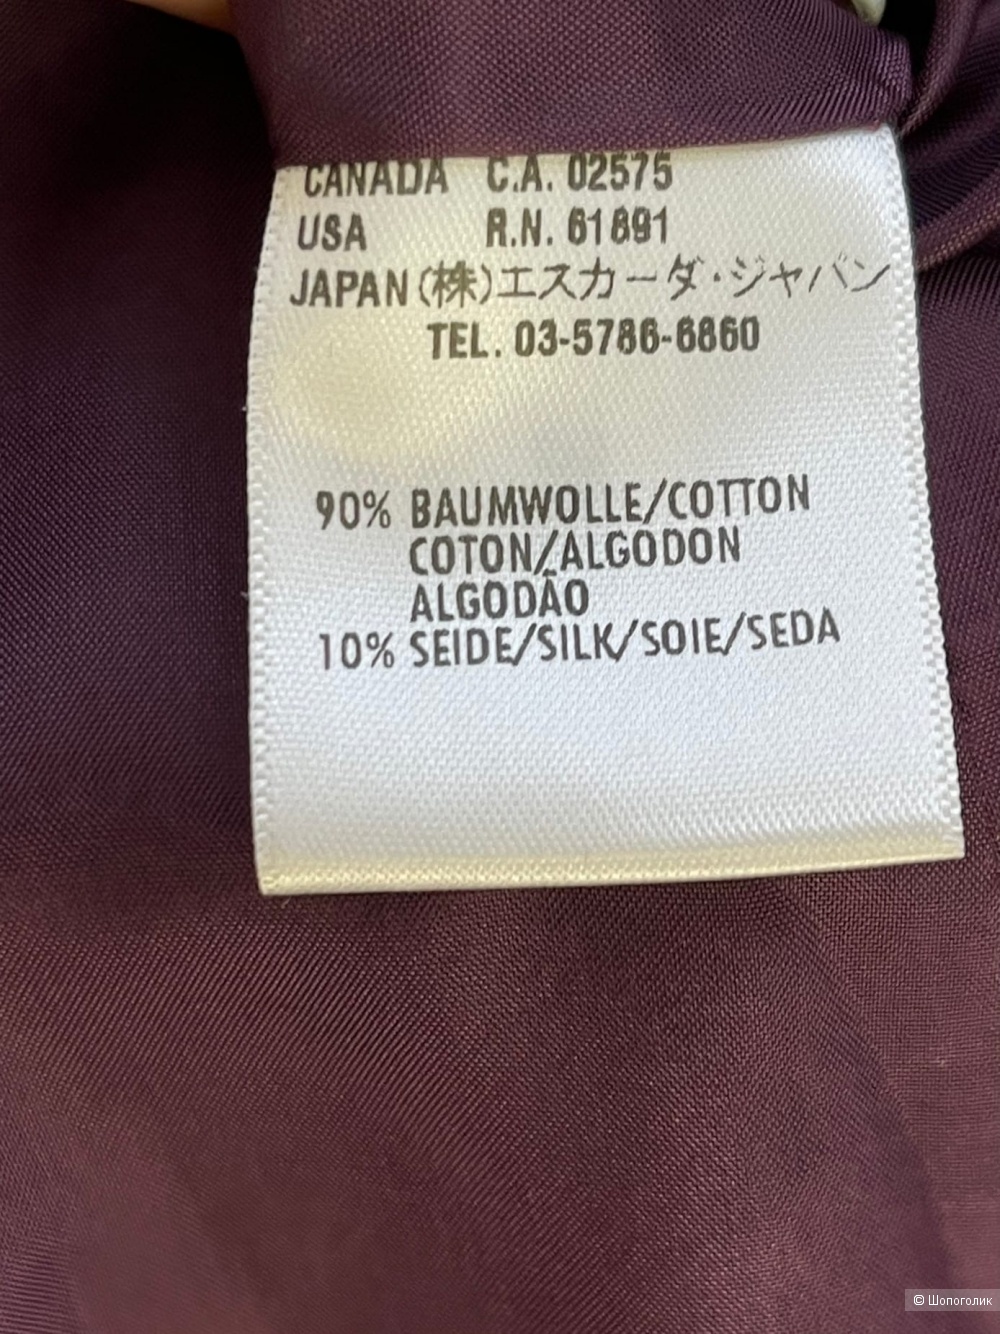 CANADA C.A. 02575
USA R.N. 61891
JAPAN (株)エスカーダ・ジャパン
TEL. 03-5786-6860
90% BAUMWOLLE/COTTON
COTON/ALGODON
ALGODÃO
10% SEIDE/SILK/SOIE/SEDA
© Шопоголик